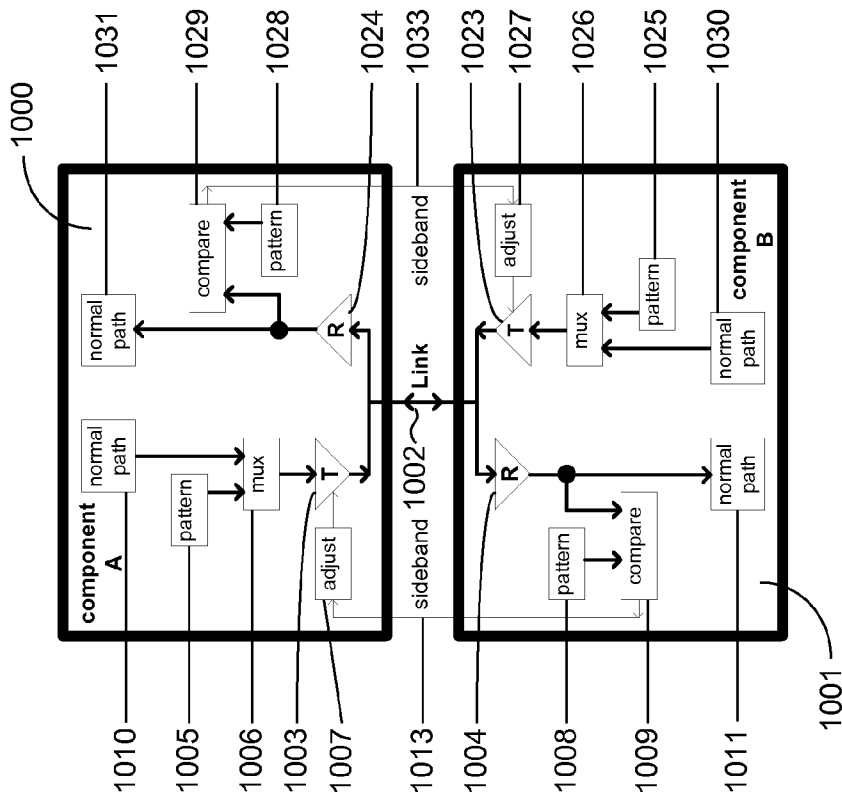 1031
1029
1028
1024
1033
1023
1027
1026
1025
1030
1000
component
A
normal
path
pattern
mux
T
adjust
normal
path
compare
pattern
R
sideband
1002
Link
sideband
R
pattern
compare
normal
path
T
adjust
mux
pattern
normal
path
component
B
1001
1010
1005
1006
1003
1007
1013
1004
1008
1009
1011